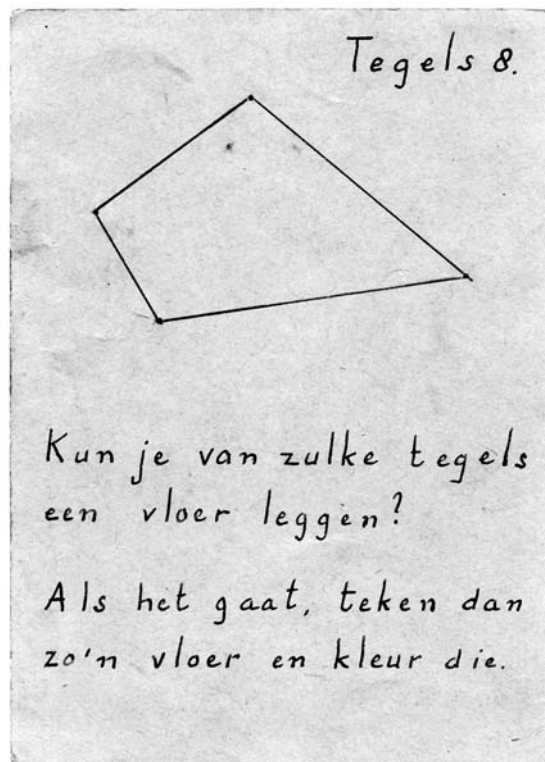 Tegels 8.
Kun je van zulke tegels
een vloer leggen?
Als het gaat, teken dan
zo'n vloer en kleur die.